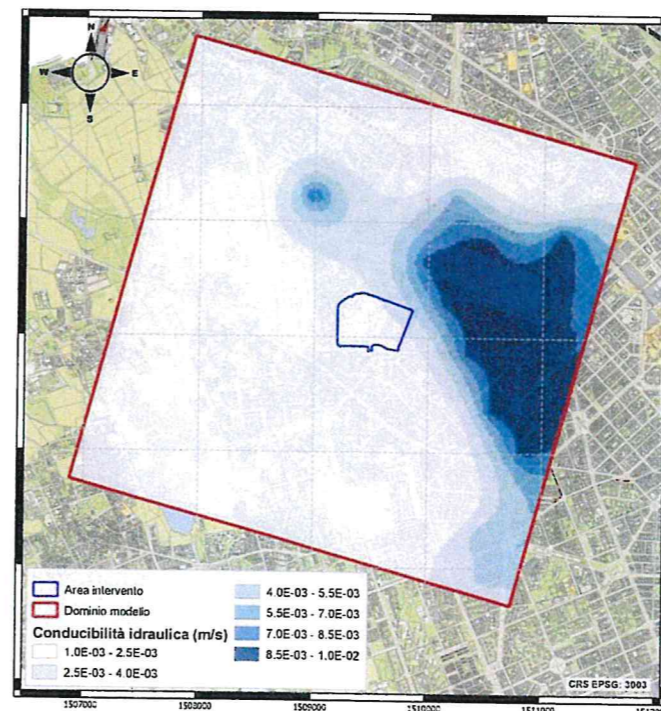 N
W E
S
Area intervento
Dominio modello
Conducibilità idraulica (m/s)
1.0E-03 - 2.5E-03
2.5E-03 - 4.0E-03
4.0E-03 - 5.5E-03
5.5E-03 - 7.0E-03
7.0E-03 - 8.5E-03
8.5E-03 - 1.0E-02
CRS EPSG: 3003
1507000 1508000 1509000 1510000 1511000